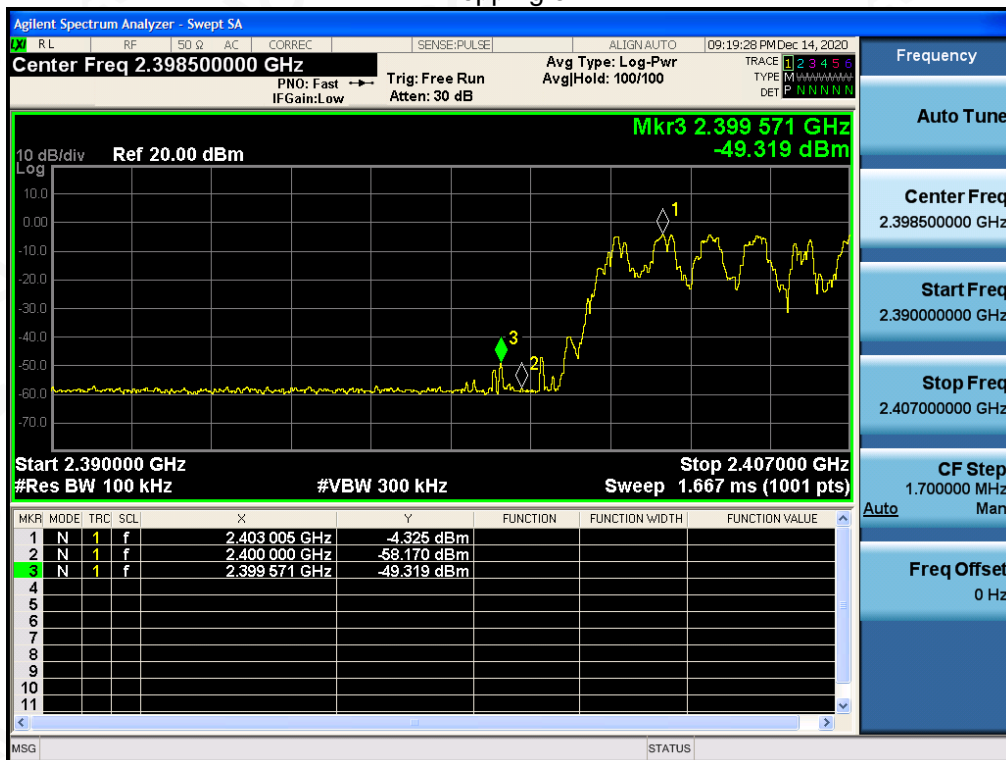 Agilent Spectrum Analyzer - Swept SA
LXI RL RF 50 Ω AC CORREC SENSE:PULSE ALIGN AUTO 09:19:28 PM Dec 14, 2020
Center Freq 2.398500000 GHz
PNO: Fast
IFGain:Low
Trig: Free Run
Atten: 30 dB
Avg Type: Log-Pwr
Avg|Hold: 100/100
TRACE 1 2 3 4 5 6
TYPE M
DET P N N N N N
Mkr3 2.399 571 GHz
-49.319 dBm
10 dB/div Ref 20.00 dBm
Log
10.0
0.00
-10.0
-20.0
-30.0
-40.0
-50.0
-60.0
-70.0
1
2
3
Start 2.390000 GHz Stop 2.407000 GHz
#Res BW 100 kHz #VBW 300 kHz Sweep 1.667 ms (1001 pts)
MKR MODE TRC SCL X Y FUNCTION FUNCTION WIDTH FUNCTION VALUE
1 N 1 f 2.403 005 GHz -4.325 dBm
2 N 1 f 2.400 000 GHz -58.170 dBm
3 N 1 f 2.399 571 GHz -49.319 dBm
4
5
6
7
8
9
10
11
MSG STATUS
Frequency
Auto Tune
Center Freq
2.398500000 GHz
Start Freq
2.390000000 GHz
Stop Freq
2.407000000 GHz
CF Step
1.700000 MHz
Auto Man
Freq Offset
0 Hz